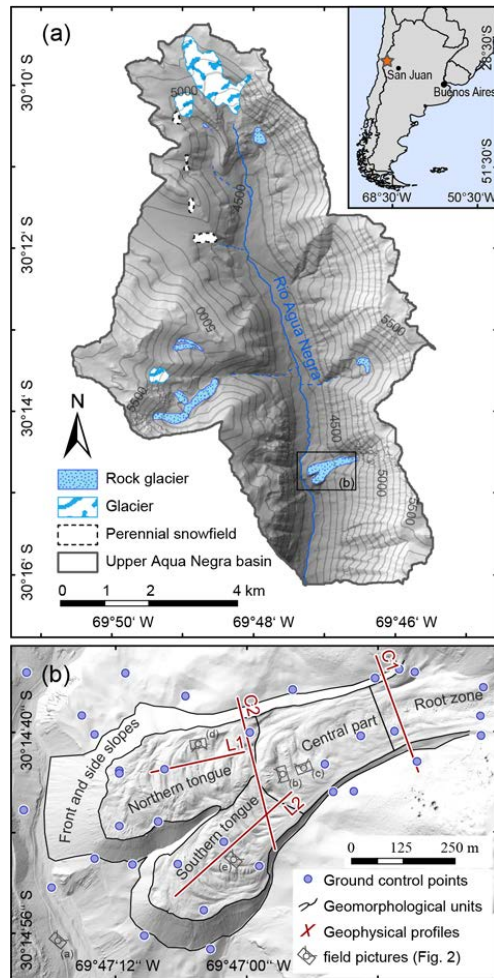 (a)
30°10' S
30°12' S
30°14' S
30°16' S
5000
4500
5000
5500
5500
4500
5500
Rio Agua Negra
(b)
N
Rock glacier
Glacier
Perennial snowfield
Upper Aqua Negra basin
0 1 2 4 km
69°50' W 69°48' W 69°46' W
San Juan
Buenos Aires
28°30'S
51°30'S
68°30'W 50°30'W
(b)
30°14'40" S
30°14'56" S
69°47'12" W 69°47'00" W
C1
C2
L1
L2
Root zone
Central part
Northern tongue
Southern tongue
Front and side slopes
(a)
(b)
(c)
(d)
(e)
0 125 250 m
Ground control points
Geomorphological units
Geophysical profiles
field pictures (Fig. 2)